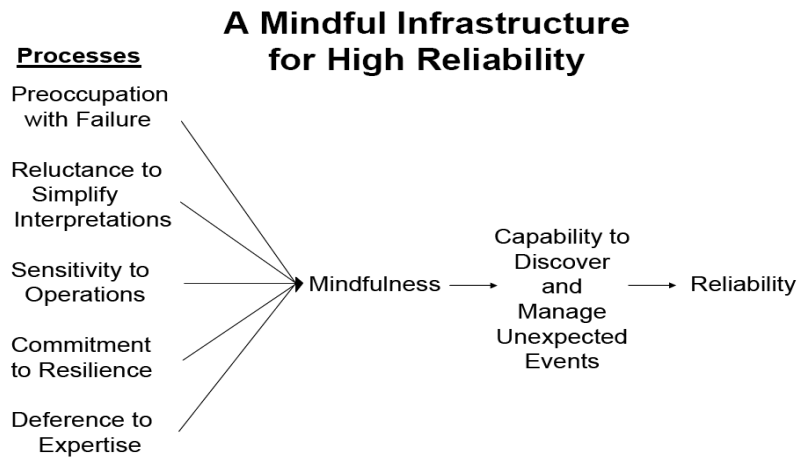 A Mindful Infrastructure
for High Reliability
Processes
Preoccupation
with Failure
Reluctance to
Simplify
Interpretations
Sensitivity to
Operations
Commitment
to Resilience
Deference to
Expertise
Mindfulness
Capability to
Discover
and
Manage
Unexpected
Events
Reliability